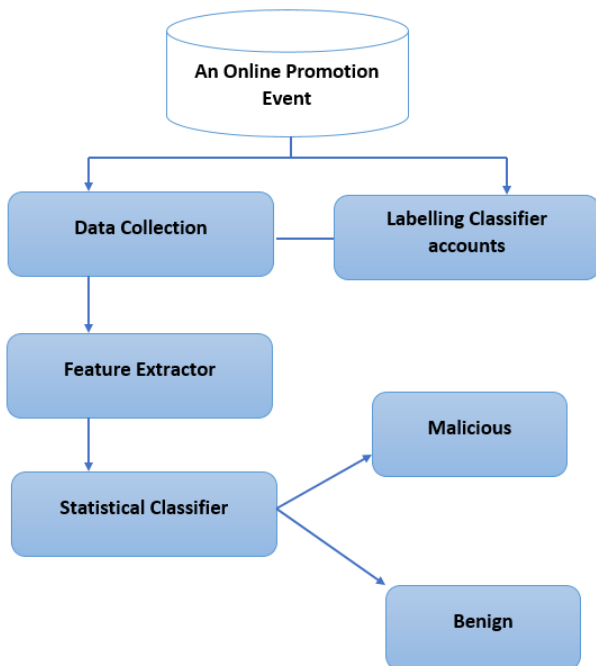 An Online Promotion
Event
Data Collection
Labelling Classifier
accounts
Feature Extractor
Malicious
Statistical Classifier
Benign